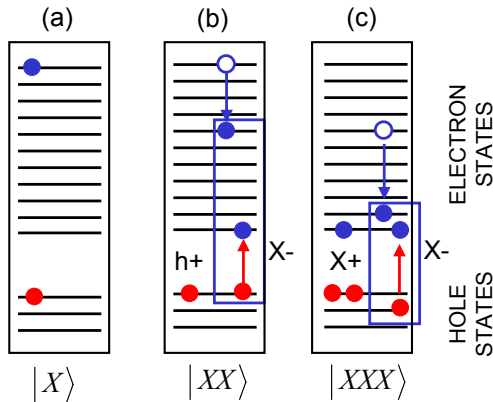 (a)
(b)
(c)
h+
X-
X+
X-
ELECTRON
STATES
HOLE
STATES
|X⟩
|XX⟩
|XXX⟩